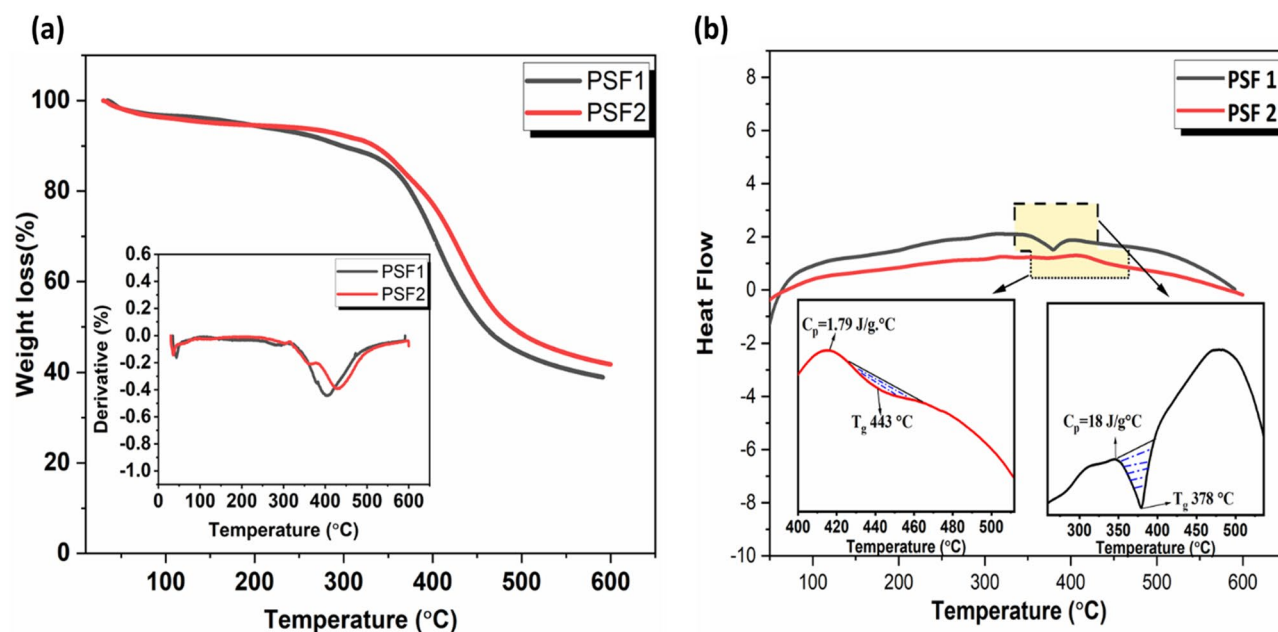 (a)
PSF1
PSF2
Weight loss(%)
100
80
60
40
20
0
100
200
300
400
500
600
Temperature (°C)
PSF1
PSF2
Derivative (%)
0.6
0.4
0.2
0.0
-0.2
-0.4
-0.6
-0.8
-1.0
0
100
200
300
400
500
600
Temperature (°C)
(b)
PSF 1
PSF 2
Heat Flow
8
6
4
2
0
-2
-4
-6
-8
-10
100
200
300
400
500
600
Temperature (°C)
Cp=1.79 J/g.°C
Tg 443 °C
400
420
440
460
480
500
Temperature (°C)
Cp=18 J/g°C
Tg 378 °C
300
350
400
450
500
Temperature (°C)